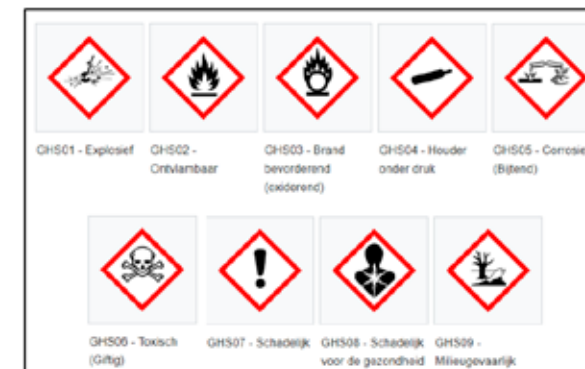 GHS01 - Explosief
GHS02 -
Ontvlambaar
GHS03 - Brand
bevorderend
(oxiderend)
GHS04 - Houder
onder druk
GHS05 - Corrosie
(Bijtend)
GHS06 - Toxisch
(Giftig)
GHS07 - Schadelijk
GHS08 - Schadelijk
voor de gezondheid
GHS09 -
Milieugevaarlijk